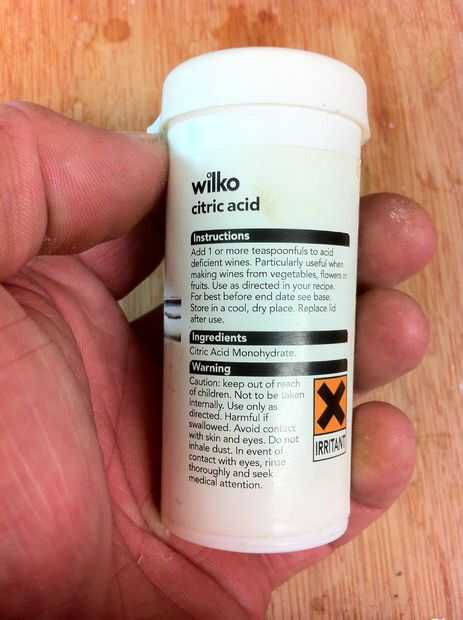 wilko
citric acid
Instructions
Add 1 or more teaspoonfuls to acid
deficient wines. Particularly useful when
making wines from vegetables, flowers or
fruits. Use as directed in your recipe.
For best before end date see base.
Store in a cool, dry place. Replace lid
after use.
Ingredients
Citric Acid Monohydrate.
Warning
Caution: keep out of reach
of children. Not to be taken
internally. Use only as
directed. Harmful if
swallowed. Avoid contact
with skin and eyes. Do not
inhale dust. In event of
contact with eyes, rinse
thoroughly and seek
medical attention.
IRRITANT